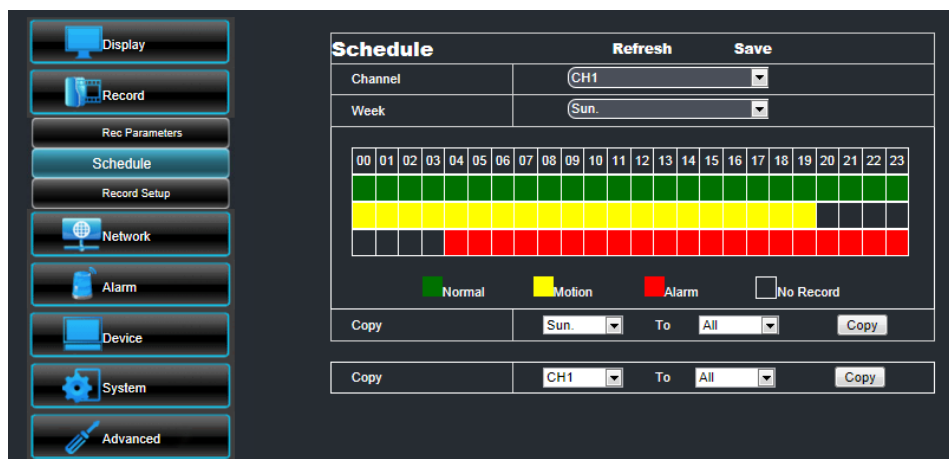 Display
Record
Rec Parameters
Schedule
Record Setup
Network
Alarm
Device
System
Advanced
Schedule Refresh Save
Channel CH1
Week Sun.
00 01 02 03 04 05 06 07 08 09 10 11 12 13 14 15 16 17 18 19 20 21 22 23
Normal Motion Alarm No Record
Copy Sun. To All Copy
Copy CH1 To All Copy